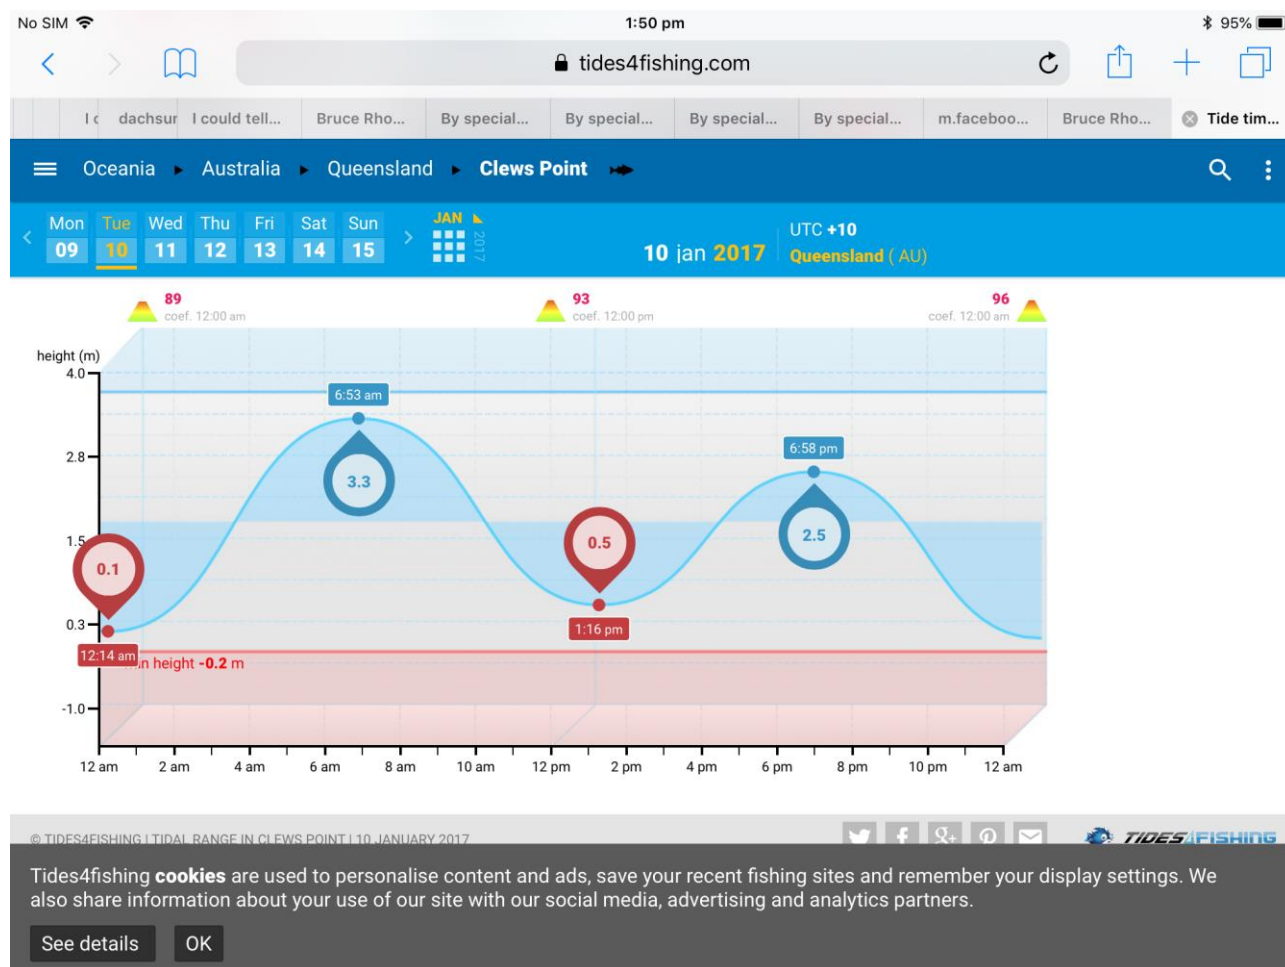 No SIM 1:50 pm 95%
tides4fishing.com
I c dachsur I could tell... Bruce Rho... By special... By special... By special... By special... m.faceboo... Bruce Rho... Tide tim...
Oceania Australia Queensland Clews Point
Mon Tue Wed Thu Fri Sat Sun
09 10 11 12 13 14 15
JAN
2017
10 jan 2017
UTC +10
Queensland ( AU)
89
coef. 12:00 am
93
coef. 12:00 pm
96
coef. 12:00 am
height (m)
4.0
6:53 am
6:58 pm
2.8
3.3
2.5
1.5
0.5
0.1
0.3
1:16 pm
12:14 am
height -0.2 m
-1.0
12 am 2 am 4 am 6 am 8 am 10 am 12 pm 2 pm 4 pm 6 pm 8 pm 10 pm 12 am
© TIDES4FISHING | TIDAL RANGE IN CLEWS POINT | 10 JANUARY 2017
TIDES4FISHING
Tides4fishing cookies are used to personalise content and ads, save your recent fishing sites and remember your display settings. We
also share information about your use of our site with our social media, advertising and analytics partners.
See details OK